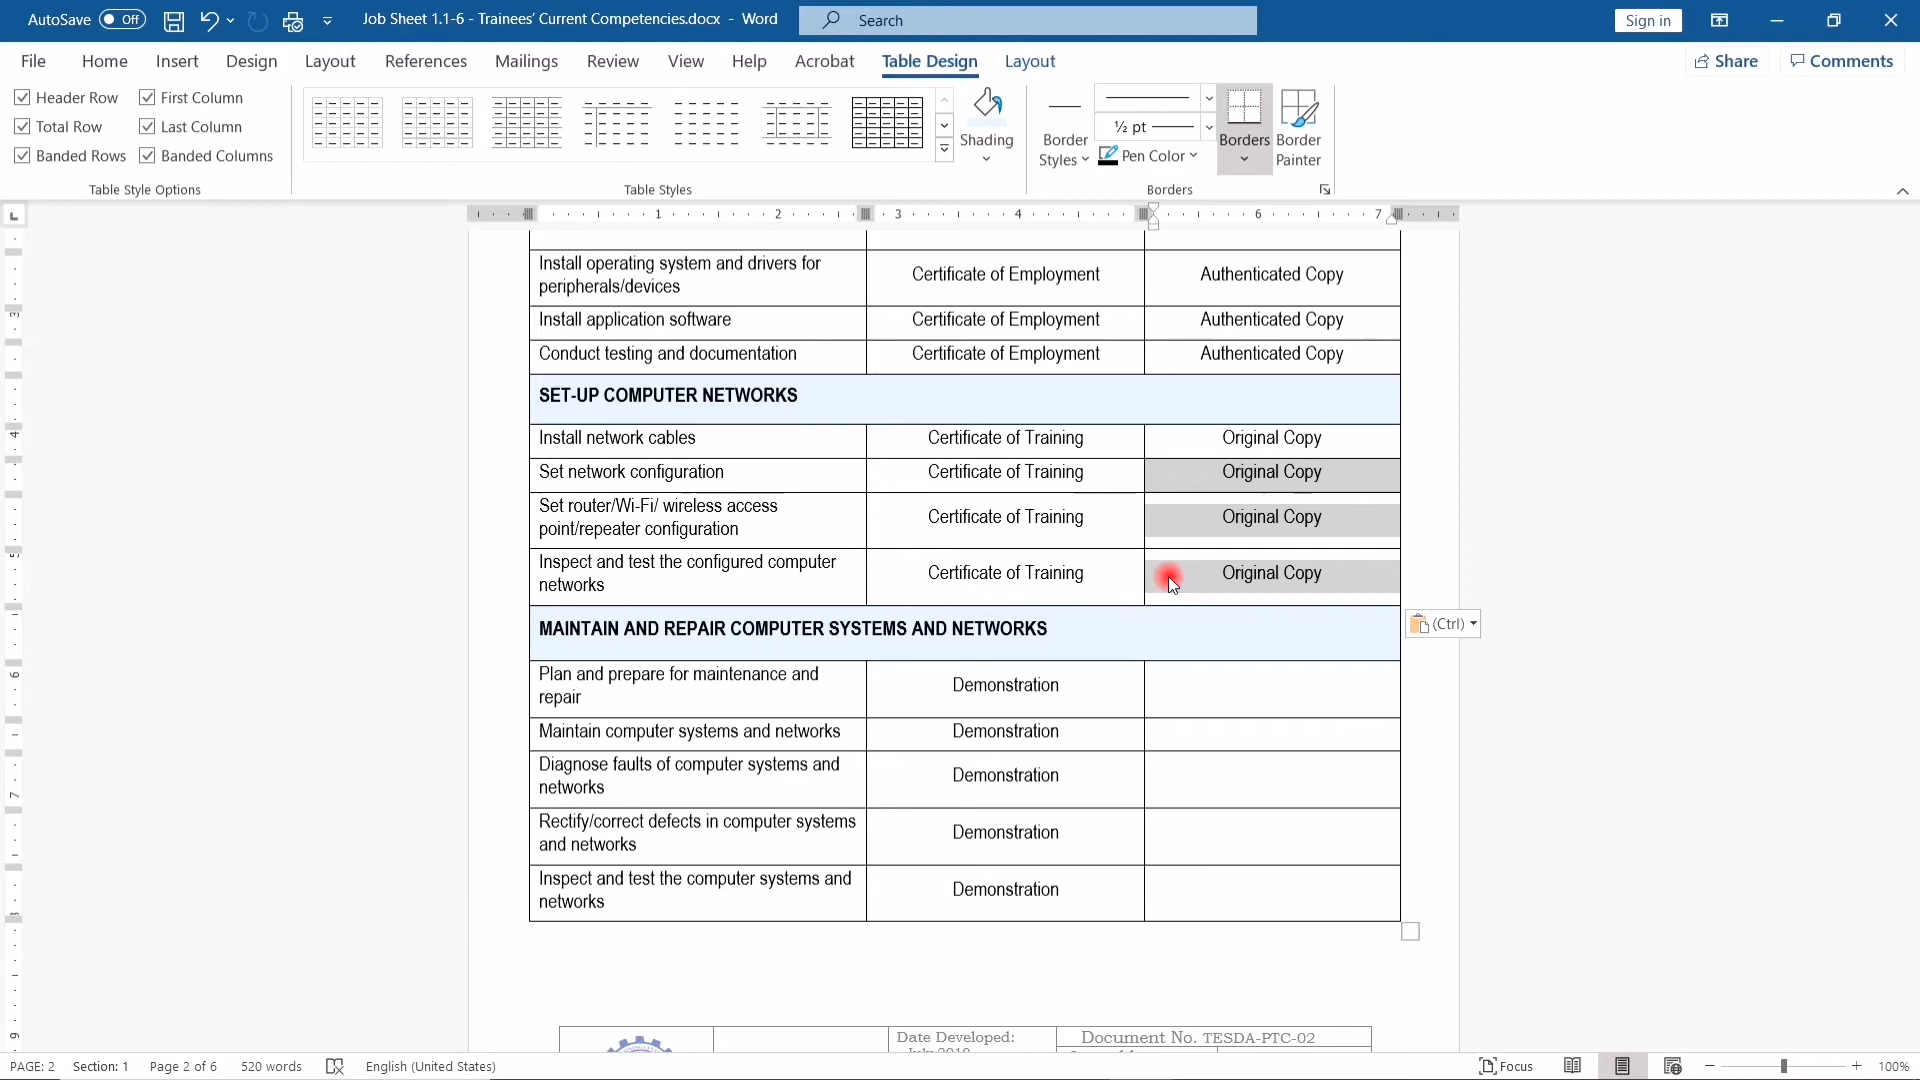 AutoSave Off Job Sheet 1.1-6 - Trainees' Current Competencies.docx - Word Search Sign in
File Home Insert Design Layout References Mailings Review View Help Acrobat Table Design Layout Share Comments
Header Row First Column
Total Row Last Column
Banded Rows Banded Columns
Table Style Options
Table Styles
Shading
Border Styles
½ pt
Pen Color
Borders
Border Painter
Borders
1 2 3 4 6 7
Install operating system and drivers for
peripherals/devices
Certificate of Employment Authenticated Copy
Install application software Certificate of Employment Authenticated Copy
Conduct testing and documentation Certificate of Employment Authenticated Copy
SET-UP COMPUTER NETWORKS
Install network cables Certificate of Training Original Copy
Set network configuration Certificate of Training Original Copy
Set router/Wi-Fi/ wireless access
point/repeater configuration
Certificate of Training Original Copy
Inspect and test the configured computer
networks
Certificate of Training Original Copy
(Ctrl)
MAINTAIN AND REPAIR COMPUTER SYSTEMS AND NETWORKS
Plan and prepare for maintenance and
repair
Demonstration
Maintain computer systems and networks Demonstration
Diagnose faults of computer systems and
networks
Demonstration
Rectify/correct defects in computer systems
and networks
Demonstration
Inspect and test the computer systems and
networks
Demonstration
Date Developed:
Document No. TESDA-PTC-02
PAGE: 2 Section: 1 Page 2 of 6 520 words English (United States) Focus 100%